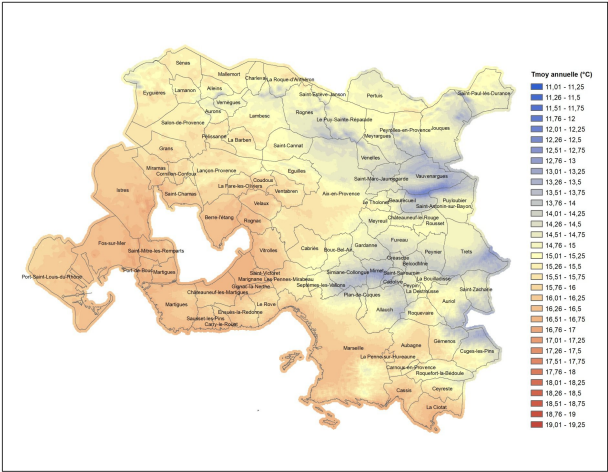 Tmoy annuelle (°C)
11,01 - 11,25
11,26 - 11,5
11,51 - 11,75
11,76 - 12
12,01 - 12,25
12,26 - 12,5
12,51 - 12,75
12,76 - 13
13,01 - 13,25
13,26 - 13,5
13,51 - 13,75
13,76 - 14
14,01 - 14,25
14,26 - 14,5
14,51 - 14,75
14,76 - 15
15,01 - 15,25
15,26 - 15,5
15,51 - 15,75
15,76 - 16
16,01 - 16,25
16,26 - 16,5
16,51 - 16,75
16,76 - 17
17,01 - 17,25
17,26 - 17,5
17,51 - 17,75
17,76 - 18
18,01 - 18,25
18,26 - 18,5
18,51 - 18,75
18,76 - 19
19,01 - 19,25
Sénas
Mallemort
Charleval
La Roque-d'Anthéron
Eyguières
Lamanon
Alleins
Vernègues
Aurons
Saint-Estève-Janson
Pertuis
Saint-Paul-lès-Durance
Salon-de-Provence
Lambesc
Rognes
Le Puy-Sainte-Réparade
Meyrargues
Peyrolles-en-Provence
Jouques
Pélissanne
La Barben
Saint-Cannat
Grans
Venelles
Miramas
Cornillon-Confoux
Lançon-Provence
Coudoux
Eguilles
Saint-Marc-Jaumegarde
Vauvenargues
Istres
Saint-Chamas
La Fare-les-Oliviers
Ventabren
Aix-en-Provence
Le Tholonet
Beaurecueil
Puyloubier
Saint-Antonin-sur-Bayon
Velaux
Berre-l'étang
Rognac
Châteauneuf-le-Rouge
Meyreuil
Rousset
Fos-sur-Mer
Saint-Mitre-les-Remparts
Vitrolles
Cabriès
Bouc-Bel-Air
Gardanne
Fuveau
Peynier
Trets
Gréasque
Belcodène
Port-Saint-Louis-du-Rhône
Port-de-Bouc
Martigues
Saint-Victoret
Marignane
Les Pennes-Mirabeau
Simiane-Collongue
Mimet
Saint-Savournin
Cadolive
La Bouilladisse
Peypin
La Destrousse
Saint-Zacharie
Gignac-la-Nerthe
Septèmes-les-Vallons
Châteauneuf-les-Martigues
Plan-de-Cuques
Auriol
Martigues
Le Rove
Ensuès-la-Redonne
Sausset-les-Pins
Carry-le-Rouet
Allauch
Roquevaire
Marseille
Aubagne
Gémenos
La Penne-sur-Huveaune
Cuges-les-Pins
Carnoux-en-Provence
Roquefort-la-Bédoule
Cassis
Ceyreste
La Ciotat